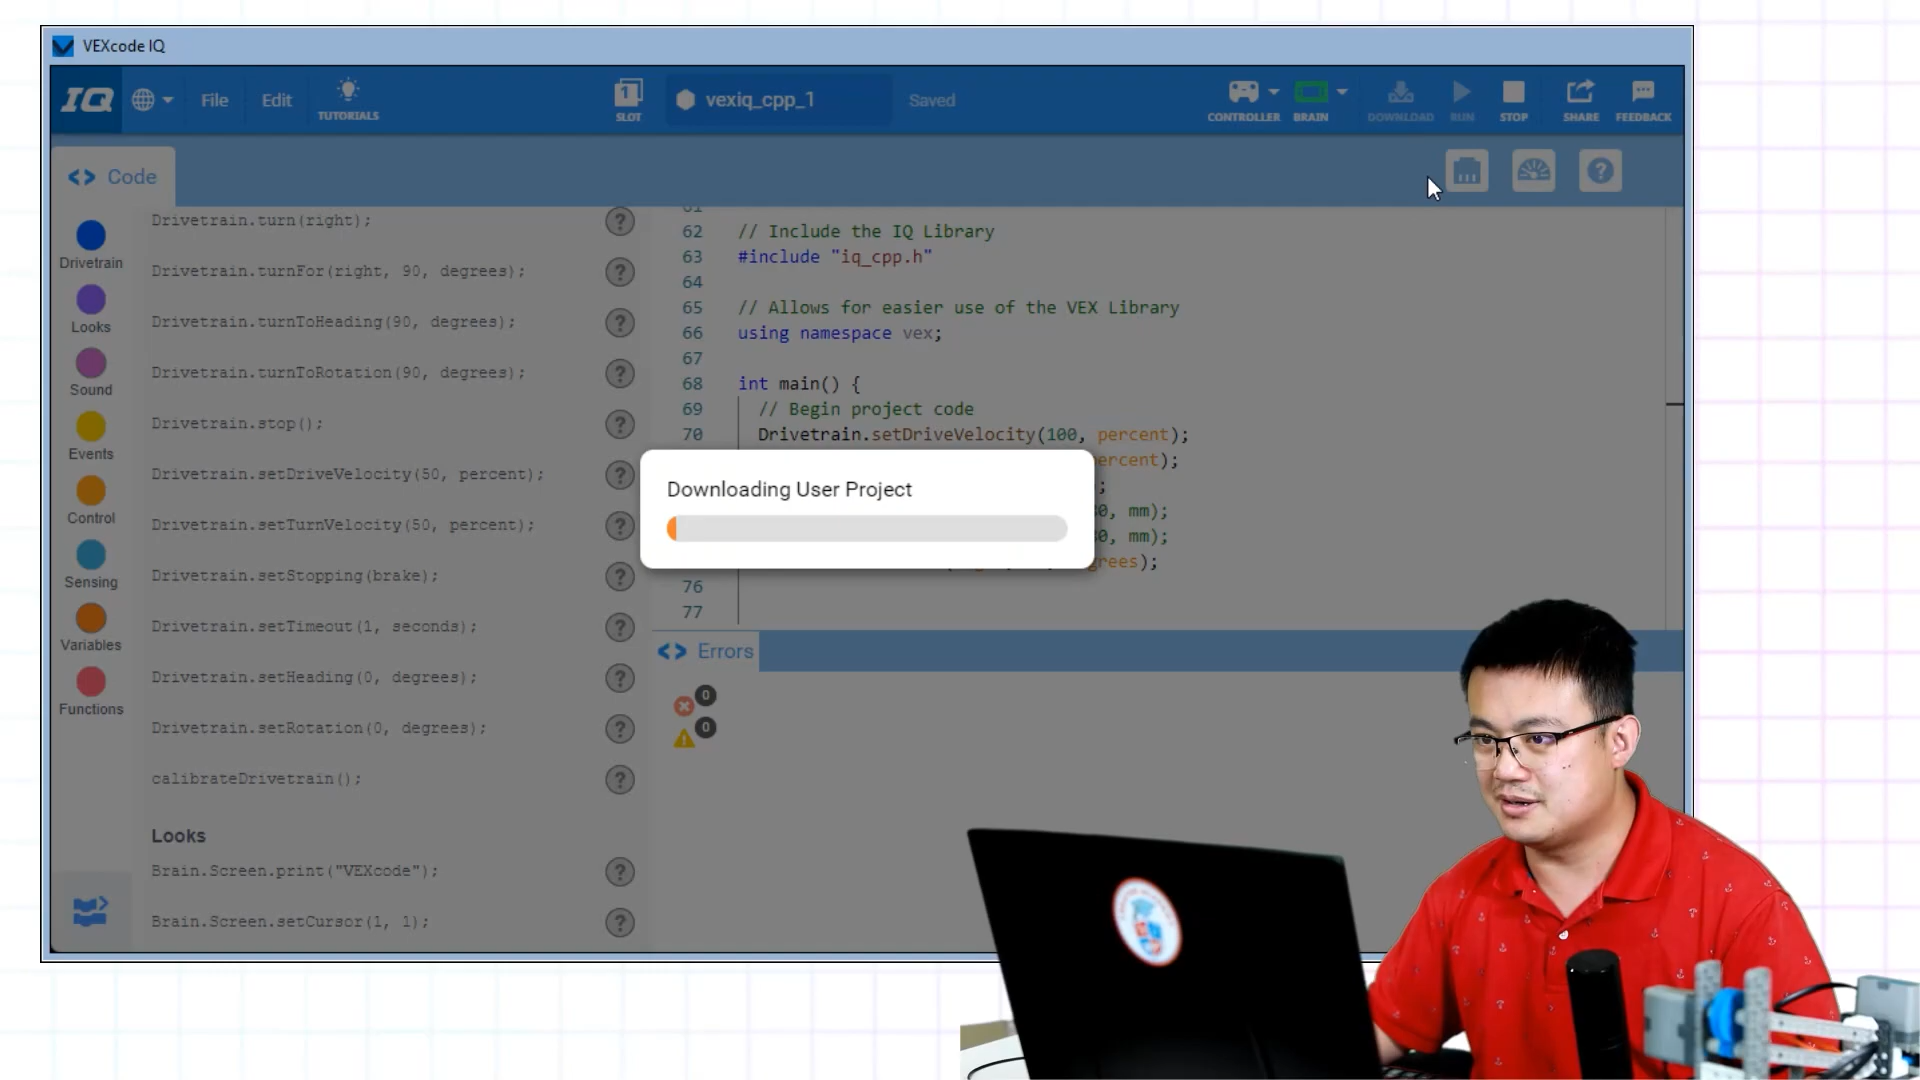 VEXcode IQ
IQ
File
Edit
TUTORIALS
1
SLOT
vexiq_cpp_1
Saved
CONTROLLER
BRAIN
DOWNLOAD
RUN
STOP
SHARE
FEEDBACK
<> Code
Drivetrain
Looks
Sound
Events
Control
Sensing
Variables
Functions
Drivetrain.turn(right);
Drivetrain.turnFor(right, 90, degrees);
Drivetrain.turnToHeading(90, degrees);
Drivetrain.turnToRotation(90, degrees);
Drivetrain.stop();
Drivetrain.setDriveVelocity(50, percent);
Drivetrain.setTurnVelocity(50, percent);
Drivetrain.setStopping(brake);
Drivetrain.setTimeout(1, seconds);
Drivetrain.setHeading(0, degrees);
Drivetrain.setRotation(0, degrees);
calibrateDrivetrain();
Looks
Brain.Screen.print("VEXcode");
Brain.Screen.setCursor(1, 1);
61
62 // Include the IQ Library
63 #include "iq_cpp.h"
64
65 // Allows for easier use of the VEX Library
66 using namespace vex;
67
68 int main() {
69 // Begin project code
70 Drivetrain.setDriveVelocity(100, percent);
percent);
;
0, mm);
0, mm);
grees);
76
77
Downloading User Project
<> Errors
0
0